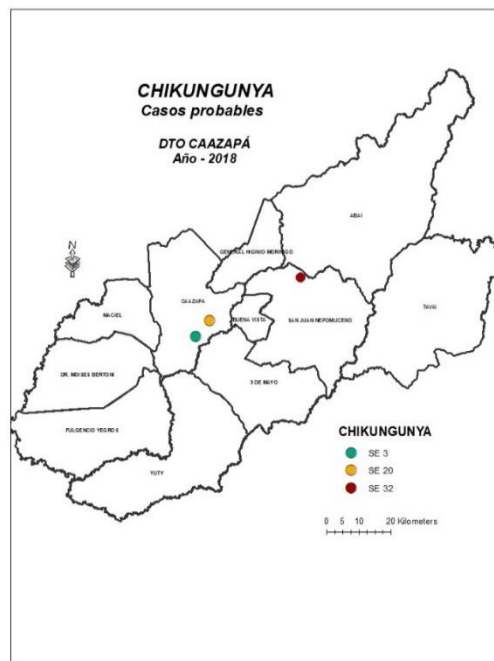 CHIKUNGUNYA
Casos probables
DTO CAAZAPÁ
Año - 2018
N
ABAI
GENERAL HIGINIO MORINIGO
CAAZAPA
TAVAI
MACIEL
BUENA VISTA
SAN JUAN NEPOMUCENO
DR. MOISES BERTONI
3 DE MAYO
FULGENCIO YEGROS
YUTY
CHIKUNGUNYA
SE 3
SE 20
SE 32
0 5 10 20 Kilometers